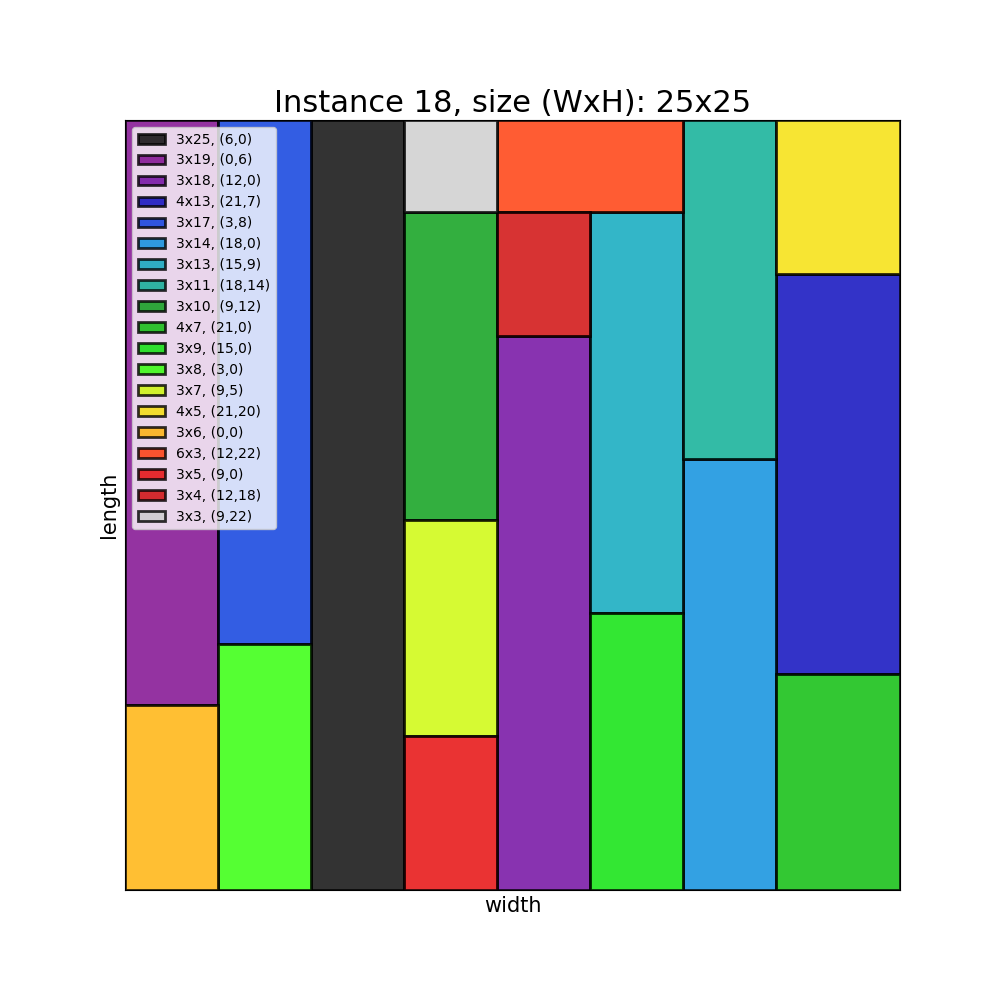 Instance 18, size (WxH): 25x25
3x25, (6,0)
3x19, (0,6)
3x18, (12,0)
4x13, (21,7)
3x17, (3,8)
3x14, (18,0)
3x13, (15,9)
3x11, (18,14)
3x10, (9,12)
4x7, (21,0)
3x9, (15,0)
3x8, (3,0)
3x7, (9,5)
4x5, (21,20)
3x6, (0,0)
6x3, (12,22)
3x5, (9,0)
3x4, (12,18)
3x3, (9,22)
length
width